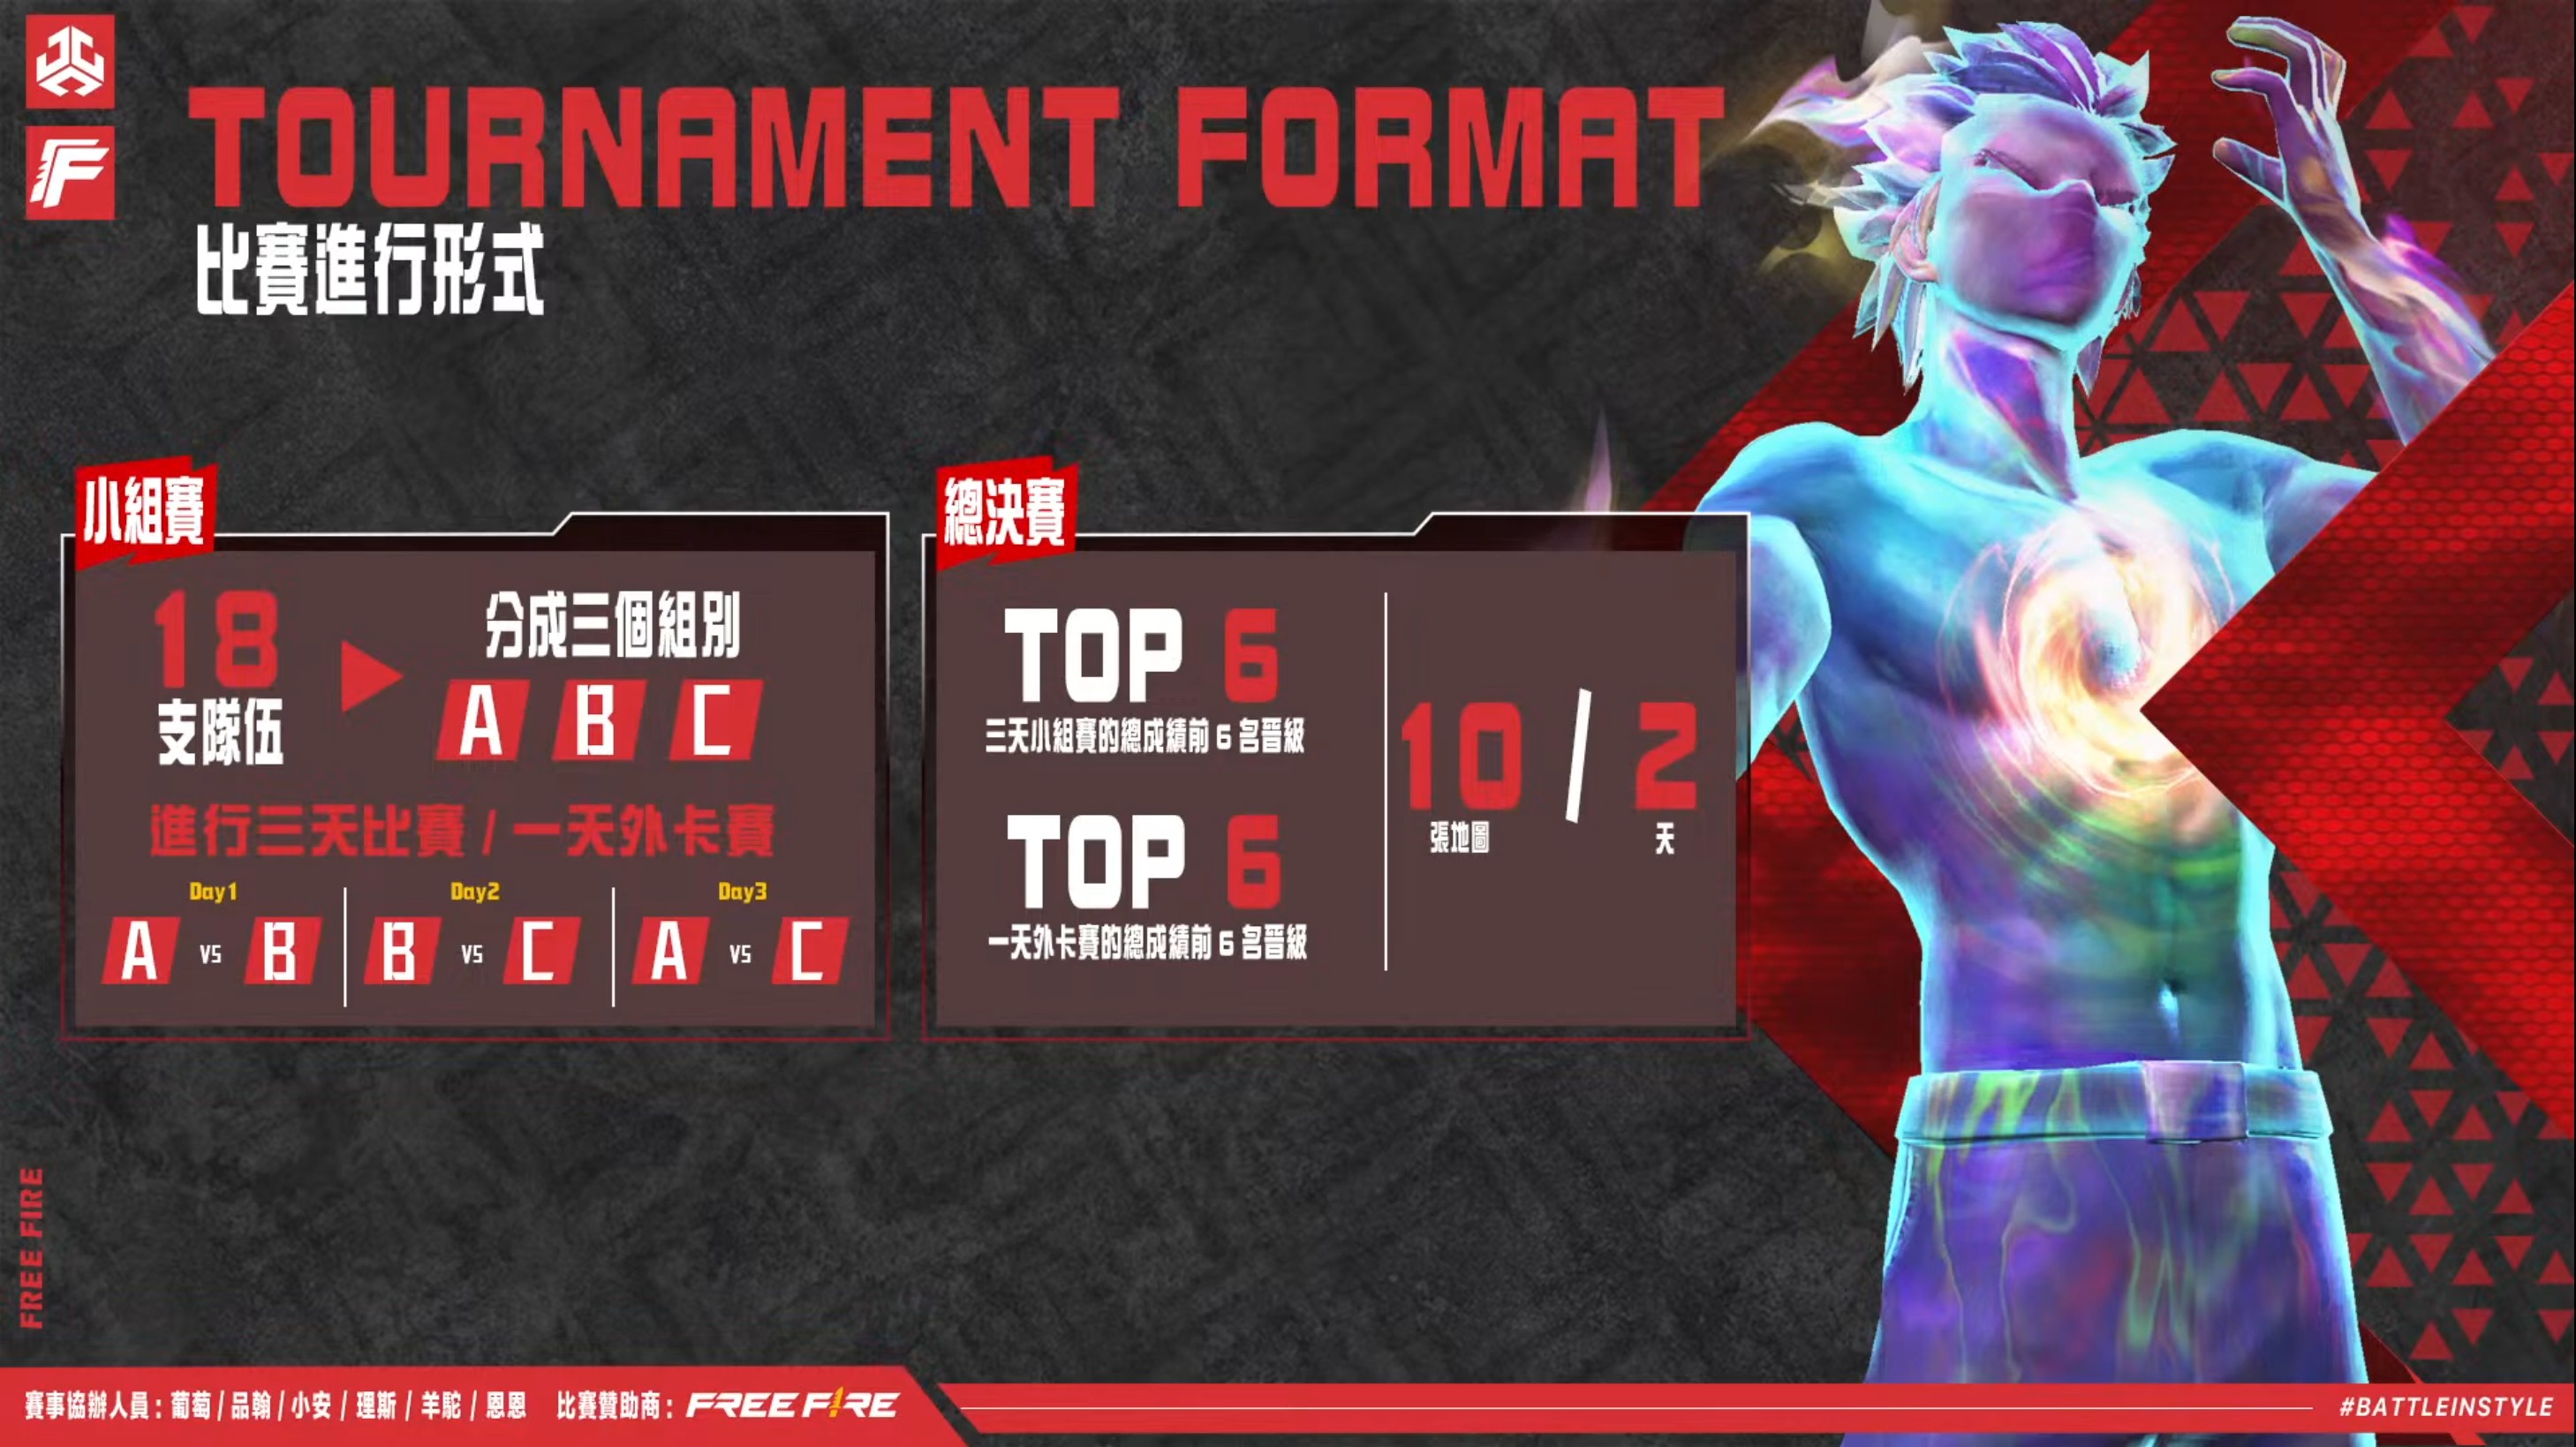 TOURNAMENT FORMAT
比賽進行形式
小組賽
18
支隊伍
分成三個組別
A B C
進行三天比賽 / 一天外卡賽
Day1
A vs B
Day2
B vs C
Day3
A vs C
總決賽
TOP 6
三天小組賽的總成績前 6 名晉級
TOP 6
一天外卡賽的總成績前 6 名晉級
10 / 2
張地圖 天
FREE FIRE
賽事協辦人員 : 葡萄 / 品翰 / 小安 / 理斯 / 羊駝 / 恩恩 比賽贊助商 : FREE FIRE
#BATTLEINSTYLE